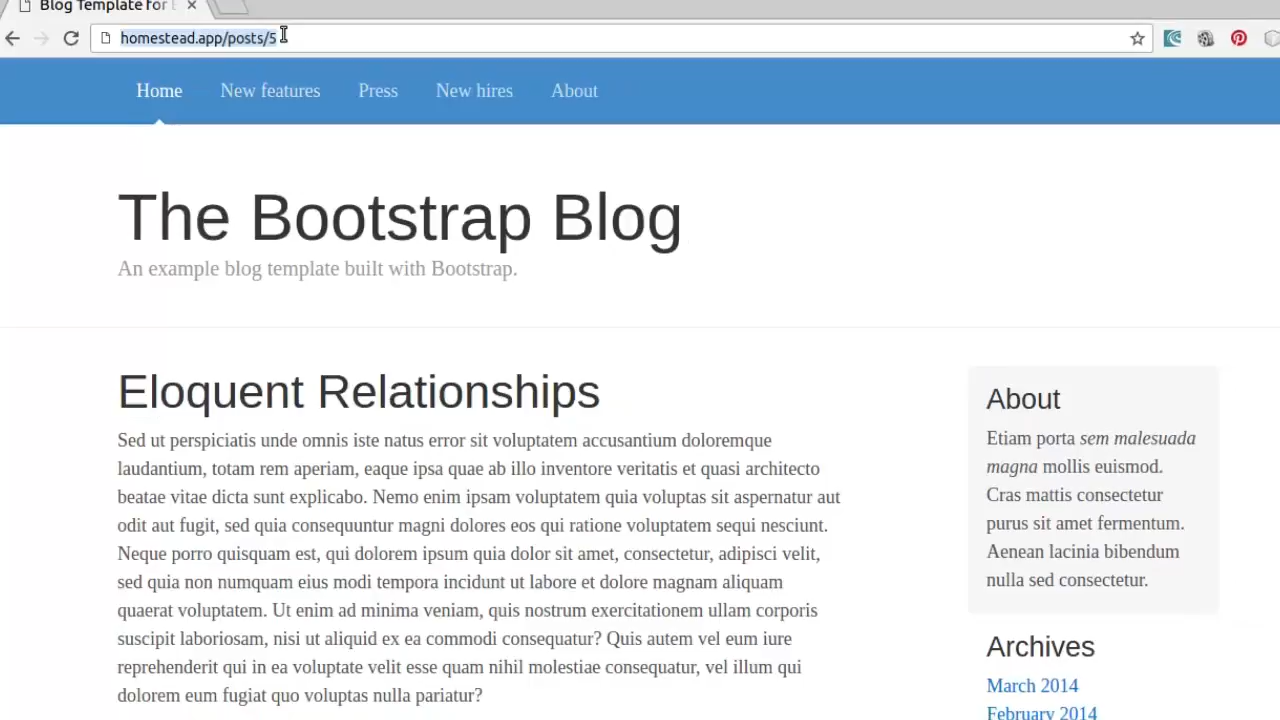 Blog Template for
homestead.app/posts/5
Home New features Press New hires About
The Bootstrap Blog
An example blog template built with Bootstrap.
Eloquent Relationships
Sed ut perspiciatis unde omnis iste natus error sit voluptatem accusantium doloremque
laudantium, totam rem aperiam, eaque ipsa quae ab illo inventore veritatis et quasi architecto
beatae vitae dicta sunt explicabo. Nemo enim ipsam voluptatem quia voluptas sit aspernatur aut
odit aut fugit, sed quia consequuntur magni dolores eos qui ratione voluptatem sequi nesciunt.
Neque porro quisquam est, qui dolorem ipsum quia dolor sit amet, consectetur, adipisci velit,
sed quia non numquam eius modi tempora incidunt ut labore et dolore magnam aliquam
quaerat voluptatem. Ut enim ad minima veniam, quis nostrum exercitationem ullam corporis
suscipit laboriosam, nisi ut aliquid ex ea commodi consequatur? Quis autem vel eum iure
reprehenderit qui in ea voluptate velit esse quam nihil molestiae consequatur, vel illum qui
dolorem eum fugiat quo voluptas nulla pariatur?
About
Etiam porta sem malesuada
magna mollis euismod.
Cras mattis consectetur
purus sit amet fermentum.
Aenean lacinia bibendum
nulla sed consectetur.
Archives
March 2014
February 2014